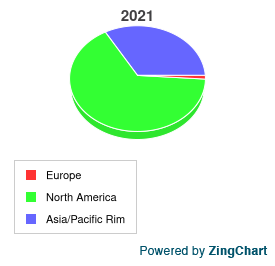 2021
Europe
North America
Asia/Pacific Rim
Powered by ZingChart